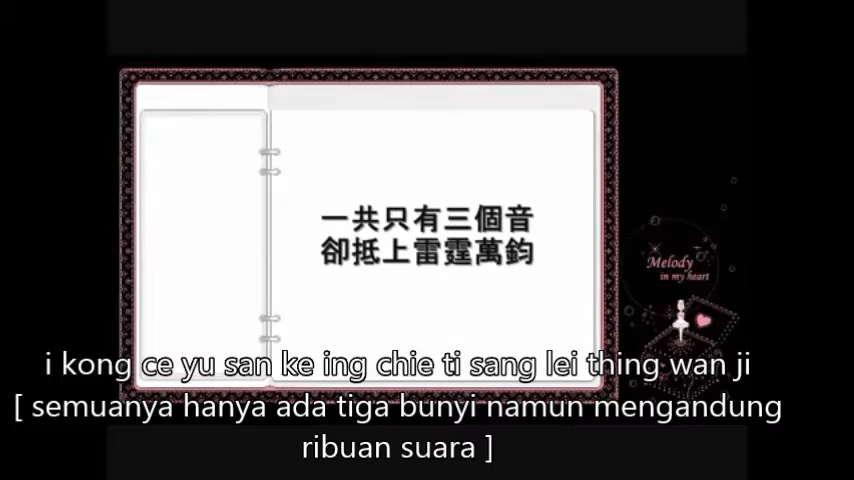 一共只有三個音
卻抵上雷霆萬鈞
Melody
in my heart
i kong ce yu san ke ing chie ti sang lei thing wan ji
[ semuanya hanya ada tiga bunyi namun mengandung
ribuan suara ]